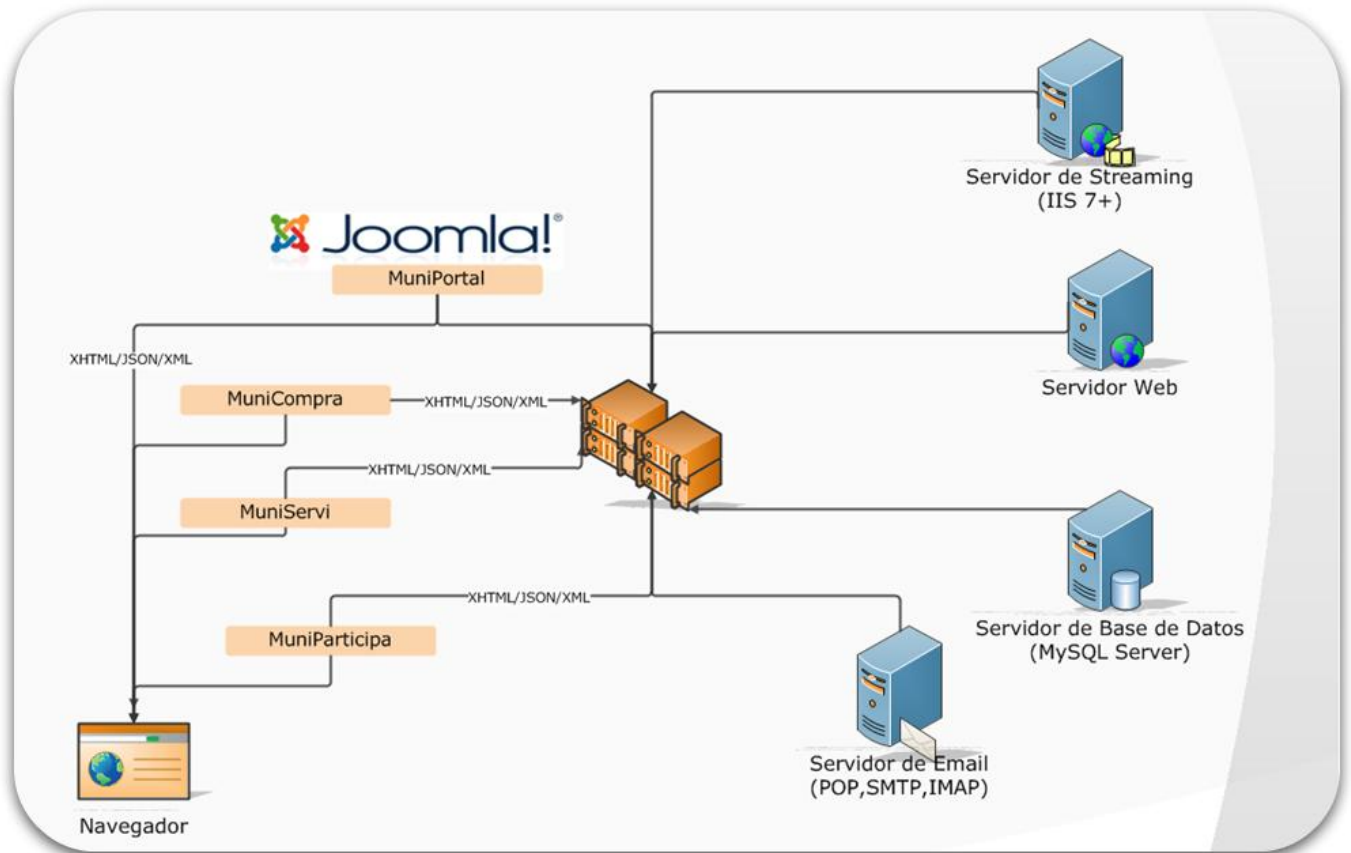 Servidor de Streaming
(IIS 7+)
Joomla!®
MuniPortal
XHTML/JSON/XML
Servidor Web
MuniCompra
XHTML/JSON/XML
XHTML/JSON/XML
MuniServi
XHTML/JSON/XML
MuniParticipa
Servidor de Base de Datos
(MySQL Server)
Servidor de Email
(POP,SMTP,IMAP)
Navegador